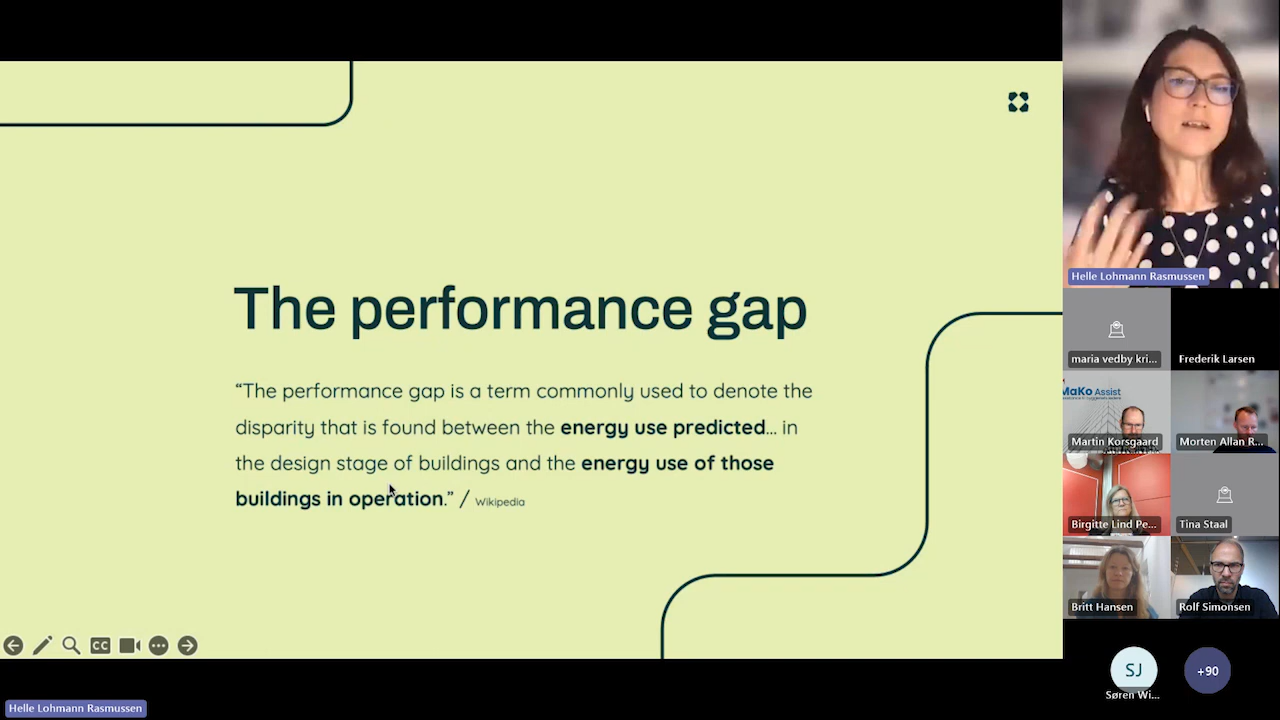 The performance gap
“The performance gap is a term commonly used to denote the
disparity that is found between the energy use predicted… in
the design stage of buildings and the energy use of those
buildings in operation.” / Wikipedia
CC
Helle Lohmann Rasmussen
Helle Lohmann Rasmussen
maria vedby kri...
Frederik Larsen
MaKo Assist
Martin Korsgaard
Morten Allan R...
Birgitte Lind Pe...
Tina Staal
Britt Hansen
Rolf Simonsen
SJ
+90
Søren Wi...